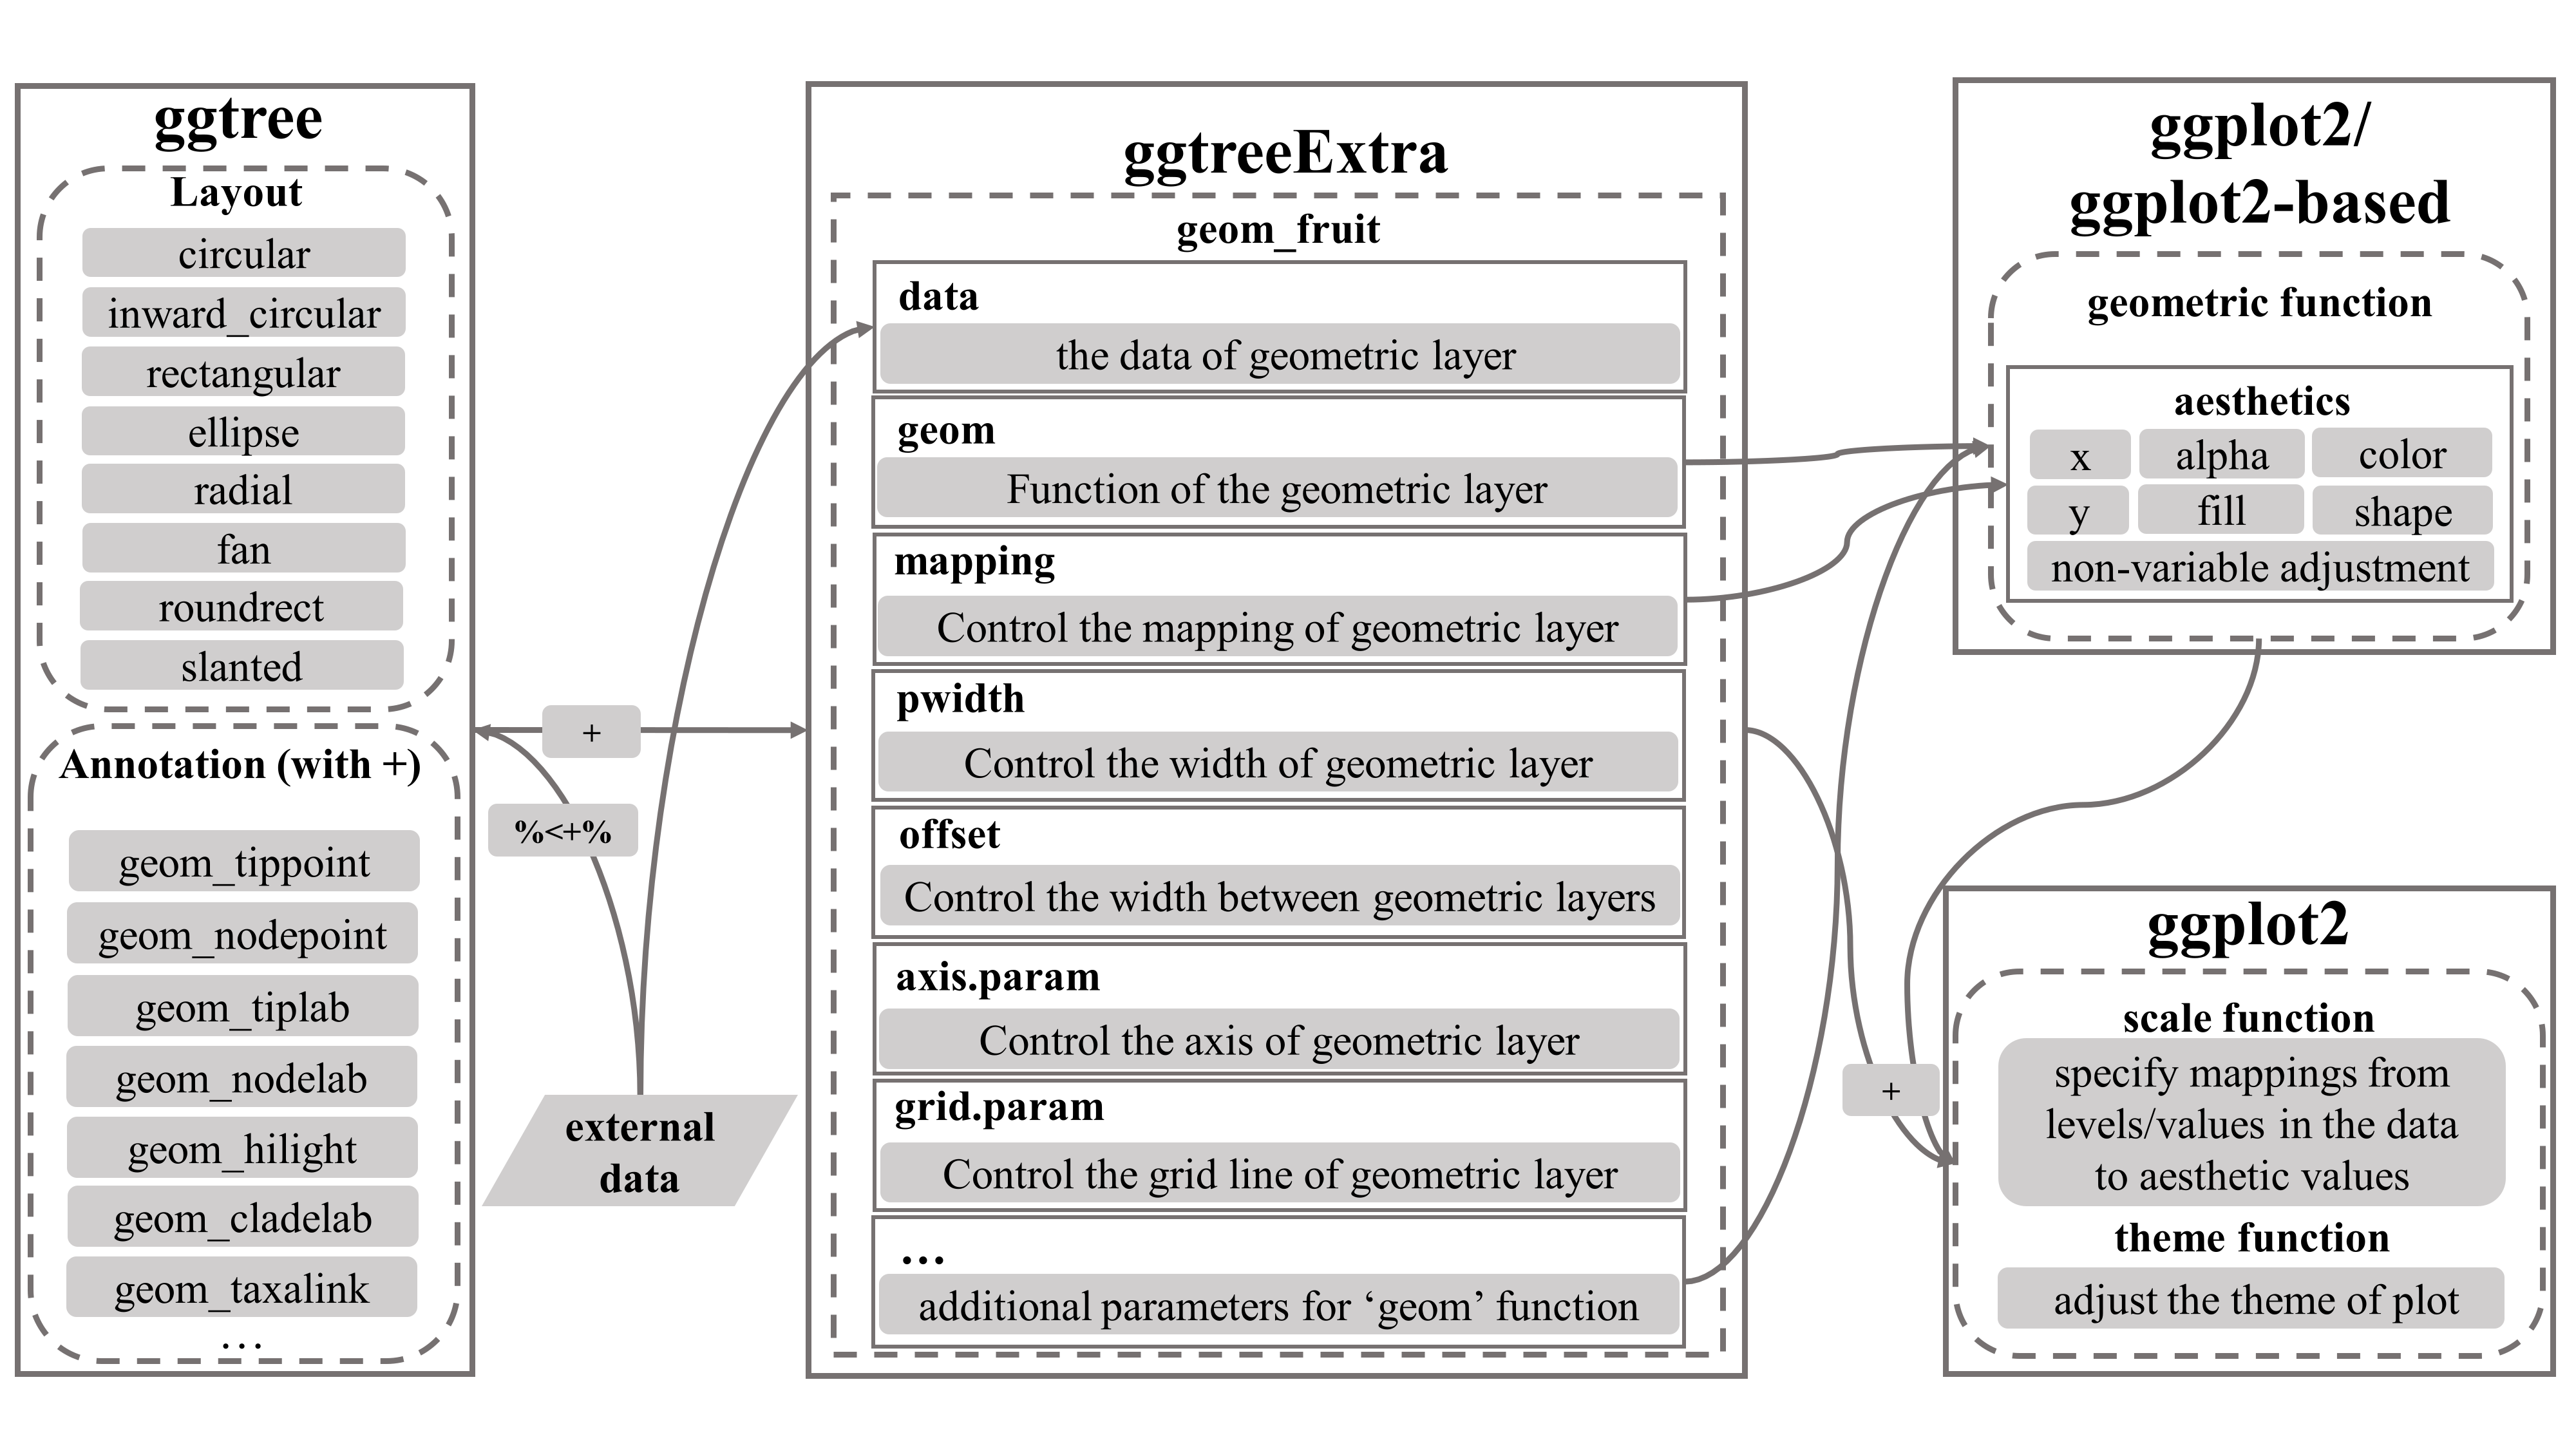 ggtree
Layout
circular
inward_circular
rectangular
ellipse
radial
fan
roundrect
slanted
Annotation (with +)
geom_tippoint
geom_nodepoint
geom_tiplab
geom_nodelab
geom_hilight
geom_cladelab
geom_taxalink
...
+
%<+%
external
data
ggtreeExtra
geom_fruit
data
the data of geometric layer
geom
Function of the geometric layer
mapping
Control the mapping of geometric layer
pwidth
Control the width of geometric layer
offset
Control the width between geometric layers
axis.param
Control the axis of geometric layer
grid.param
Control the grid line of geometric layer
...
additional parameters for ‘geom’ function
ggplot2/
ggplot2-based
geometric function
aesthetics
x alpha color
y fill shape
non-variable adjustment
+
ggplot2
scale function
specify mappings from
levels/values in the data
to aesthetic values
theme function
adjust the theme of plot